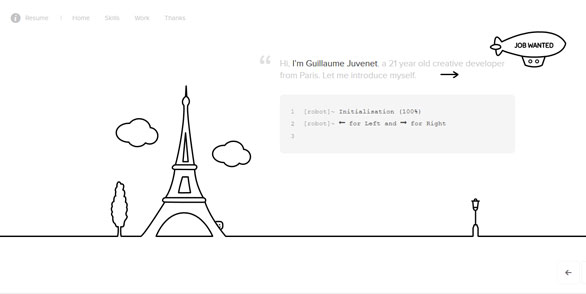 Resume Home Skills Work Thanks
JOB WANTED
“ Hi, I'm Guillaume Juvenet, a 21 year old creative developer
from Paris. Let me introduce myself.
1 [robot]~ Initialisation (100%)
2 [robot]~ ← for Left and → for Right
3